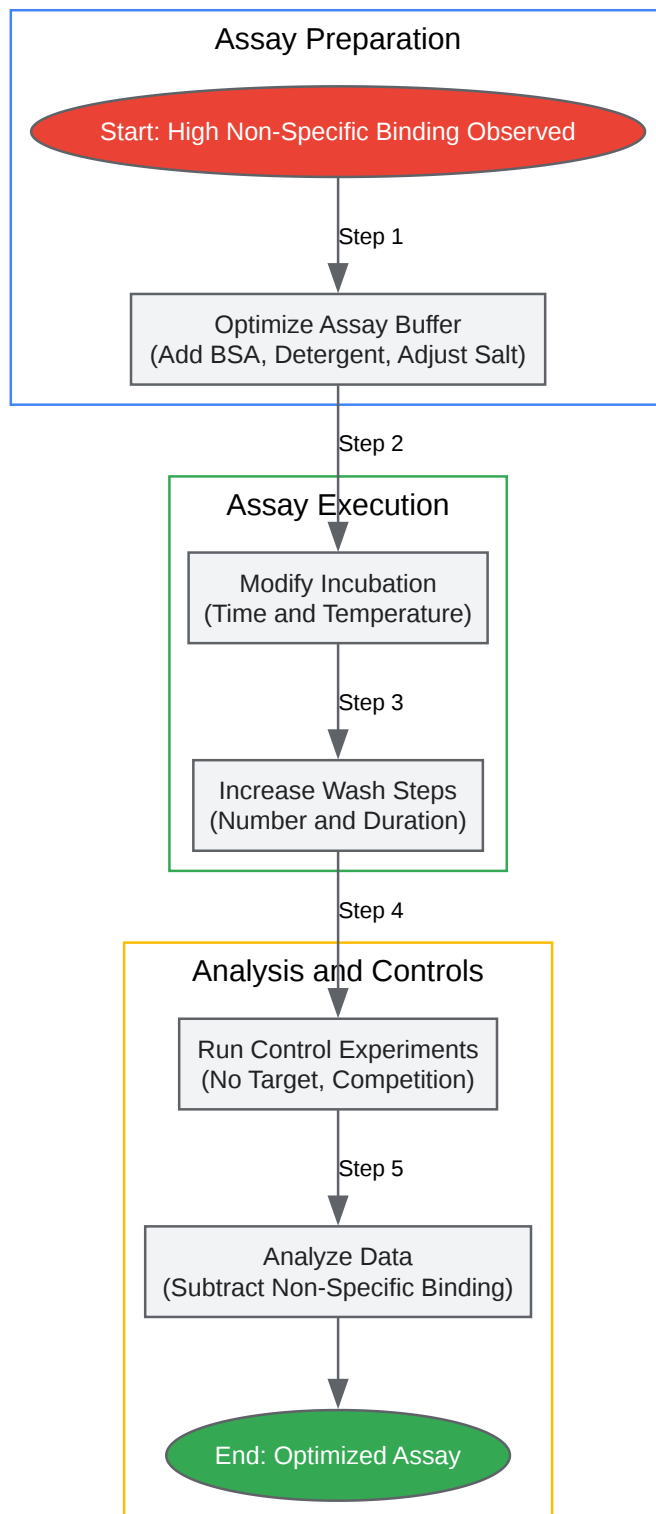 Assay Preparation
Start: High Non-Specific Binding Observed
Step 1
Optimize Assay Buffer
(Add BSA, Detergent, Adjust Salt)
Step 2
Assay Execution
Modify Incubation
(Time and Temperature)
Step 3
Increase Wash Steps
(Number and Duration)
Step 4
Analysis and Controls
Run Control Experiments
(No Target, Competition)
Step 5
Analyze Data
(Subtract Non-Specific Binding)
End: Optimized Assay